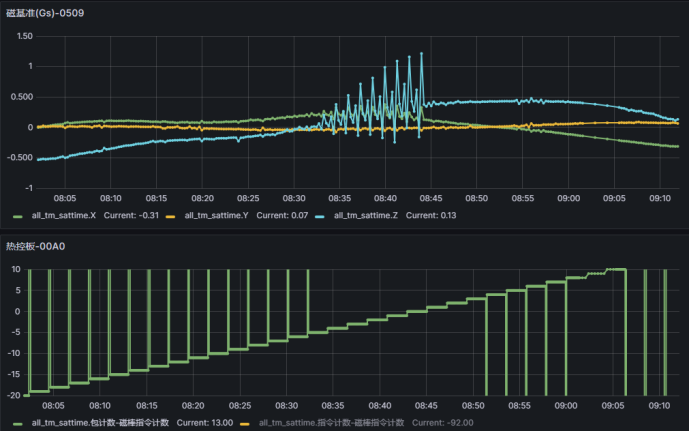 磁基准(Gs)-0509
1.50
1
0.500
0
-0.500
-1
08:05 08:10 08:15 08:20 08:25 08:30 08:35 08:40 08:45 08:50 08:55 09:00 09:05 09:10
all_tm_sattime.X Current: -0.31 all_tm_sattime.Y Current: 0.07 all_tm_sattime.Z Current: 0.13
热控板-00A0
10
5
0
-5
-10
-15
-20
08:05 08:10 08:15 08:20 08:25 08:30 08:35 08:40 08:45 08:50 08:55 09:00 09:05 09:10
all_tm_sattime.包计数-磁棒指令计数 Current: 13.00 all_tm_sattime.指令计数-磁棒指令计数 Current: -92.00